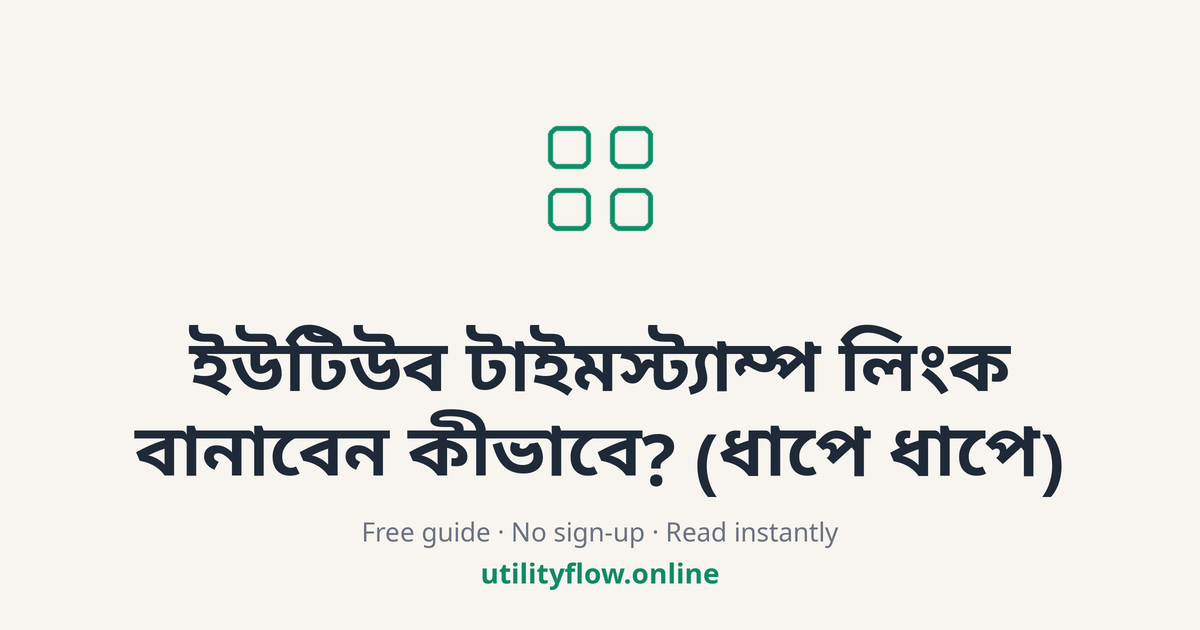 ইউটিউব টাইমস্ট্যাম্প লিংক
বানাবেন কীভাবে? (ধাপে ধাপে)
Free guide · No sign-up · Read instantly
utilityflow.online